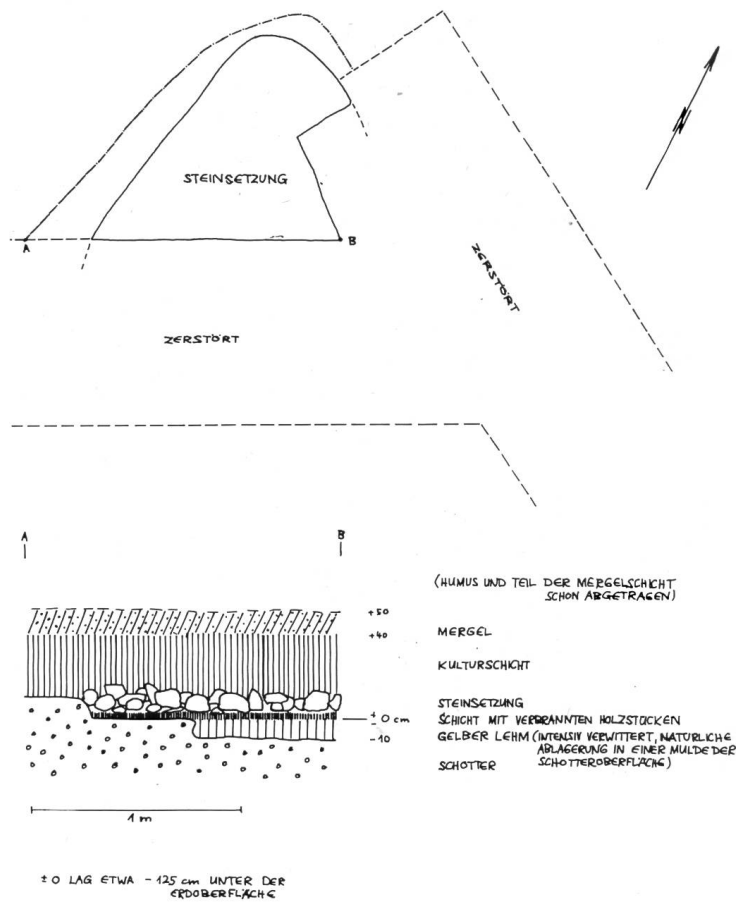 N
STEINSETZUNG
A
B
ZERSTÖRT
ZERSTÖRT
A
B
(HUMUS UND TEIL DER MERGELSCHICHT
SCHON ABGETRAGEN)
+50
+40
MERGEL
KULTURSCHICHT
STEINSETZUNG
± 0 cm
SCHICHT MIT VERBRANNTEN HOLZSTÜCKEN
-10
GELBER LEHM (INTENSIV VERWITTERT, NATÜRLICHE
ABLAGERUNG IN EINER MULDE DER
SCHOTTEROBERFLÄCHE)
SCHOTTER
1 m
± 0 LAG ETWA - 125 cm UNTER DER
ERDOBERFLÄCHE